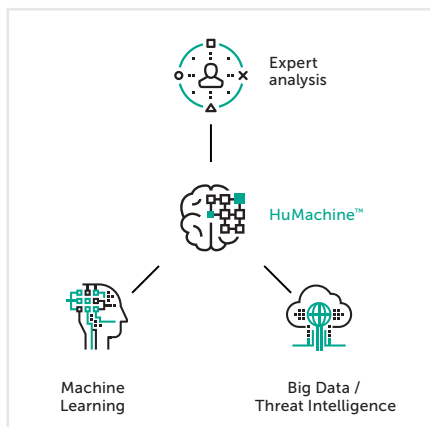 Expert
analysis
HuMachine™
Machine
Learning
Big Data /
Threat Intelligence